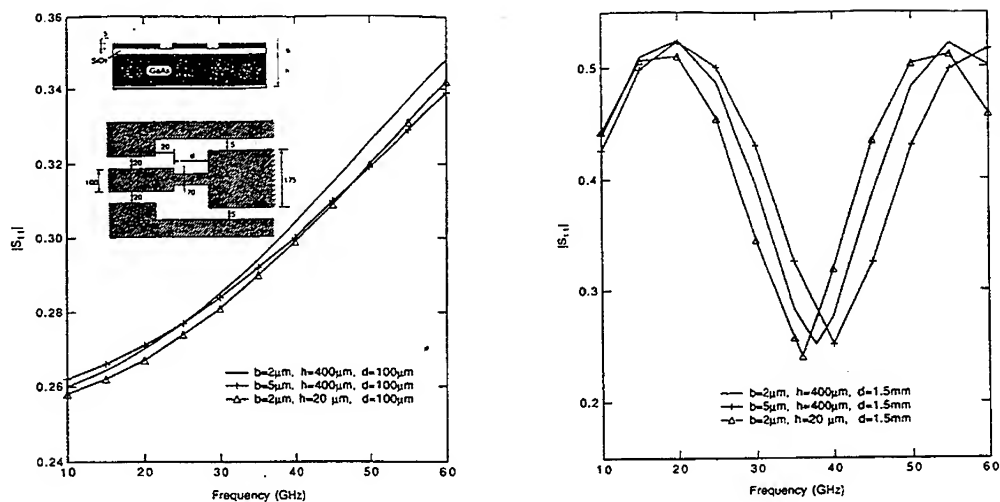 0.36
0.34
0.32
0.30
0.28
0.26
0.24
|S₁₁|
GaAs
20
d
5
20
100
175
70
20
5
b=2μm, h=400μm, d=100μm
b=5μm, h=400μm, d=100μm
b=2μm, h=20 μm, d=100μm
10
20
30
40
50
60
Frequency (GHz)
0.5
0.4
0.3
0.2
|S₁₁|
b=2μm, h=400μm, d=1.5mm
b=5μm, h=400μm, d=1.5mm
b=2μm, h=20 μm, d=1.5mm
10
20
30
40
50
60
Frequency (GHz)